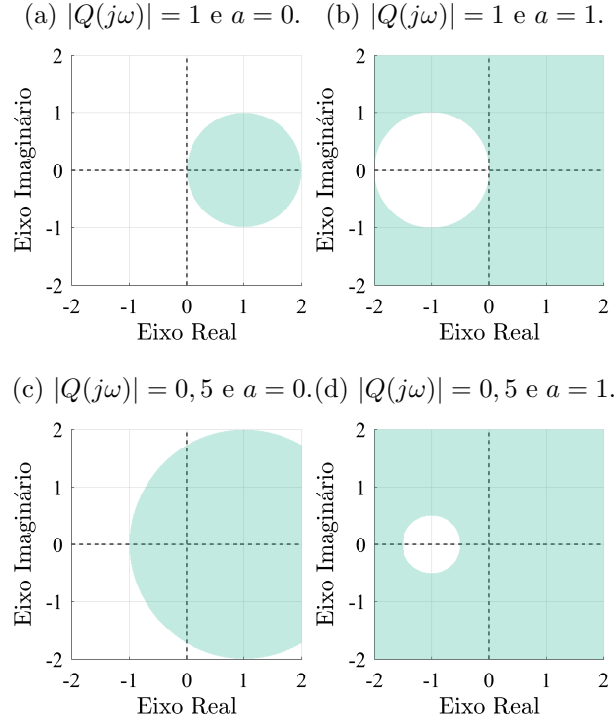 (a) |Q(jω)| = 1 e a = 0.
(b) |Q(jω)| = 1 e a = 1.
Eixo Imaginário
2
1
0
-1
-2
-2 -1 0 1 2
Eixo Real
Eixo Imaginário
2
1
0
-1
-2
-2 -1 0 1 2
Eixo Real
(c) |Q(jω)| = 0, 5 e a = 0.
(d) |Q(jω)| = 0, 5 e a = 1.
Eixo Imaginário
2
1
0
-1
-2
-2 -1 0 1 2
Eixo Real
Eixo Imaginário
2
1
0
-1
-2
-2 -1 0 1 2
Eixo Real